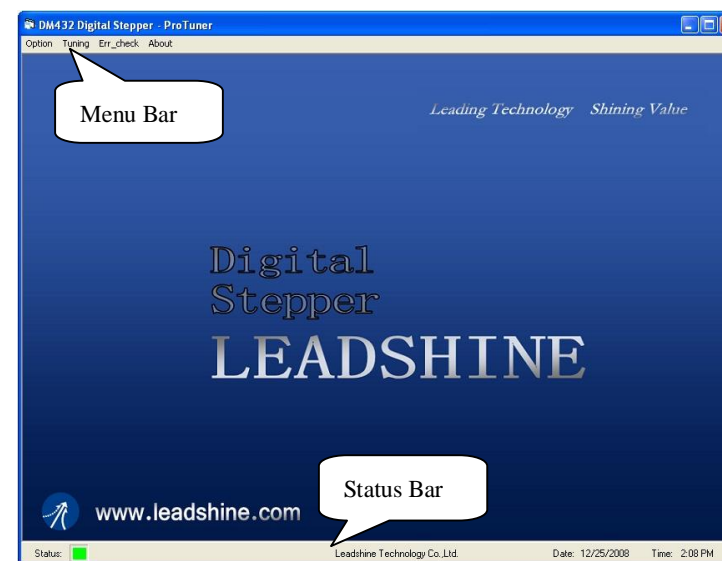 DM432 Digital Stepper - ProTuner
Option Tuning Err_check About
Menu Bar
Leading Technology Shining Value
Digital
Stepper
LEADSHINE
Status Bar
www.leadshine.com
Status: Leadshine Technology Co.,Ltd. Date: 12/25/2008 Time: 2:08 PM